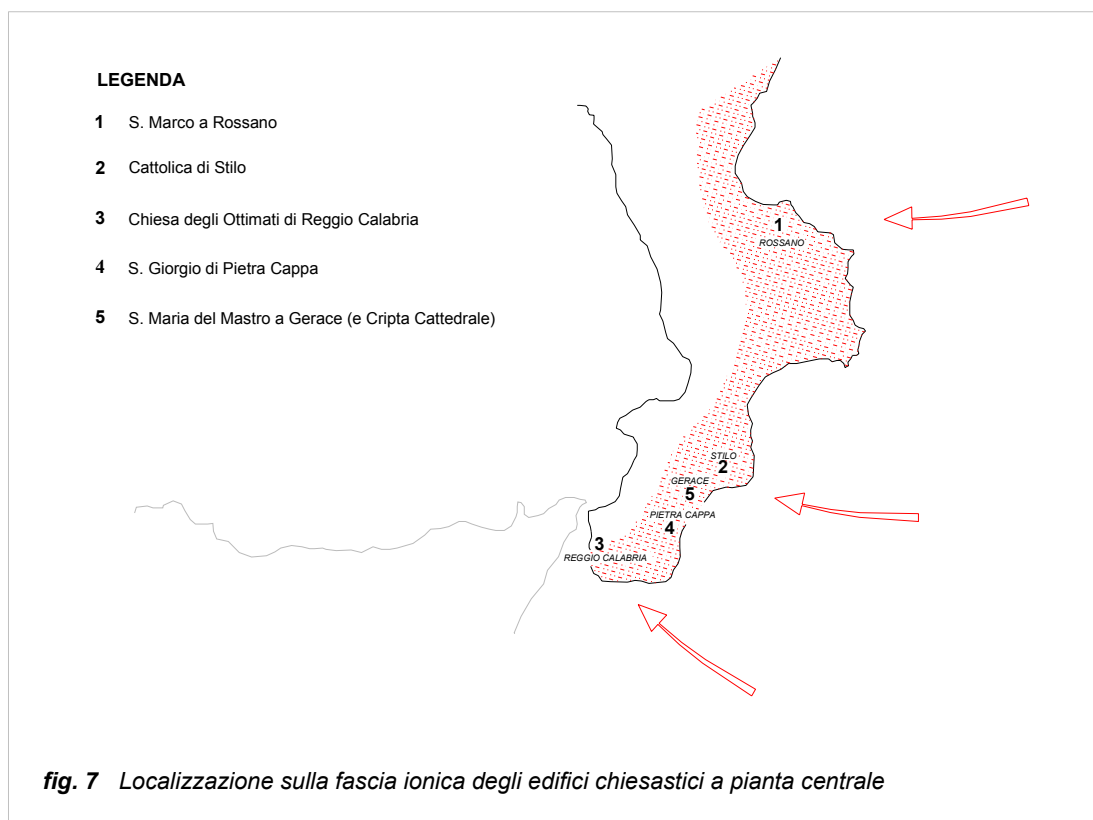 LEGENDA
1 S. Marco a Rossano
2 Cattolica di Stilo
3 Chiesa degli Ottimati di Reggio Calabria
4 S. Giorgio di Pietra Cappa
5 S. Maria del Mastro a Gerace (e Cripta Cattedrale)
1
ROSSANO
STILO
2
GERACE
5
PIETRA CAPPA
4
3
REGGIO CALABRIA
fig. 7 Localizzazione sulla fascia ionica degli edifici chiesastici a pianta centrale